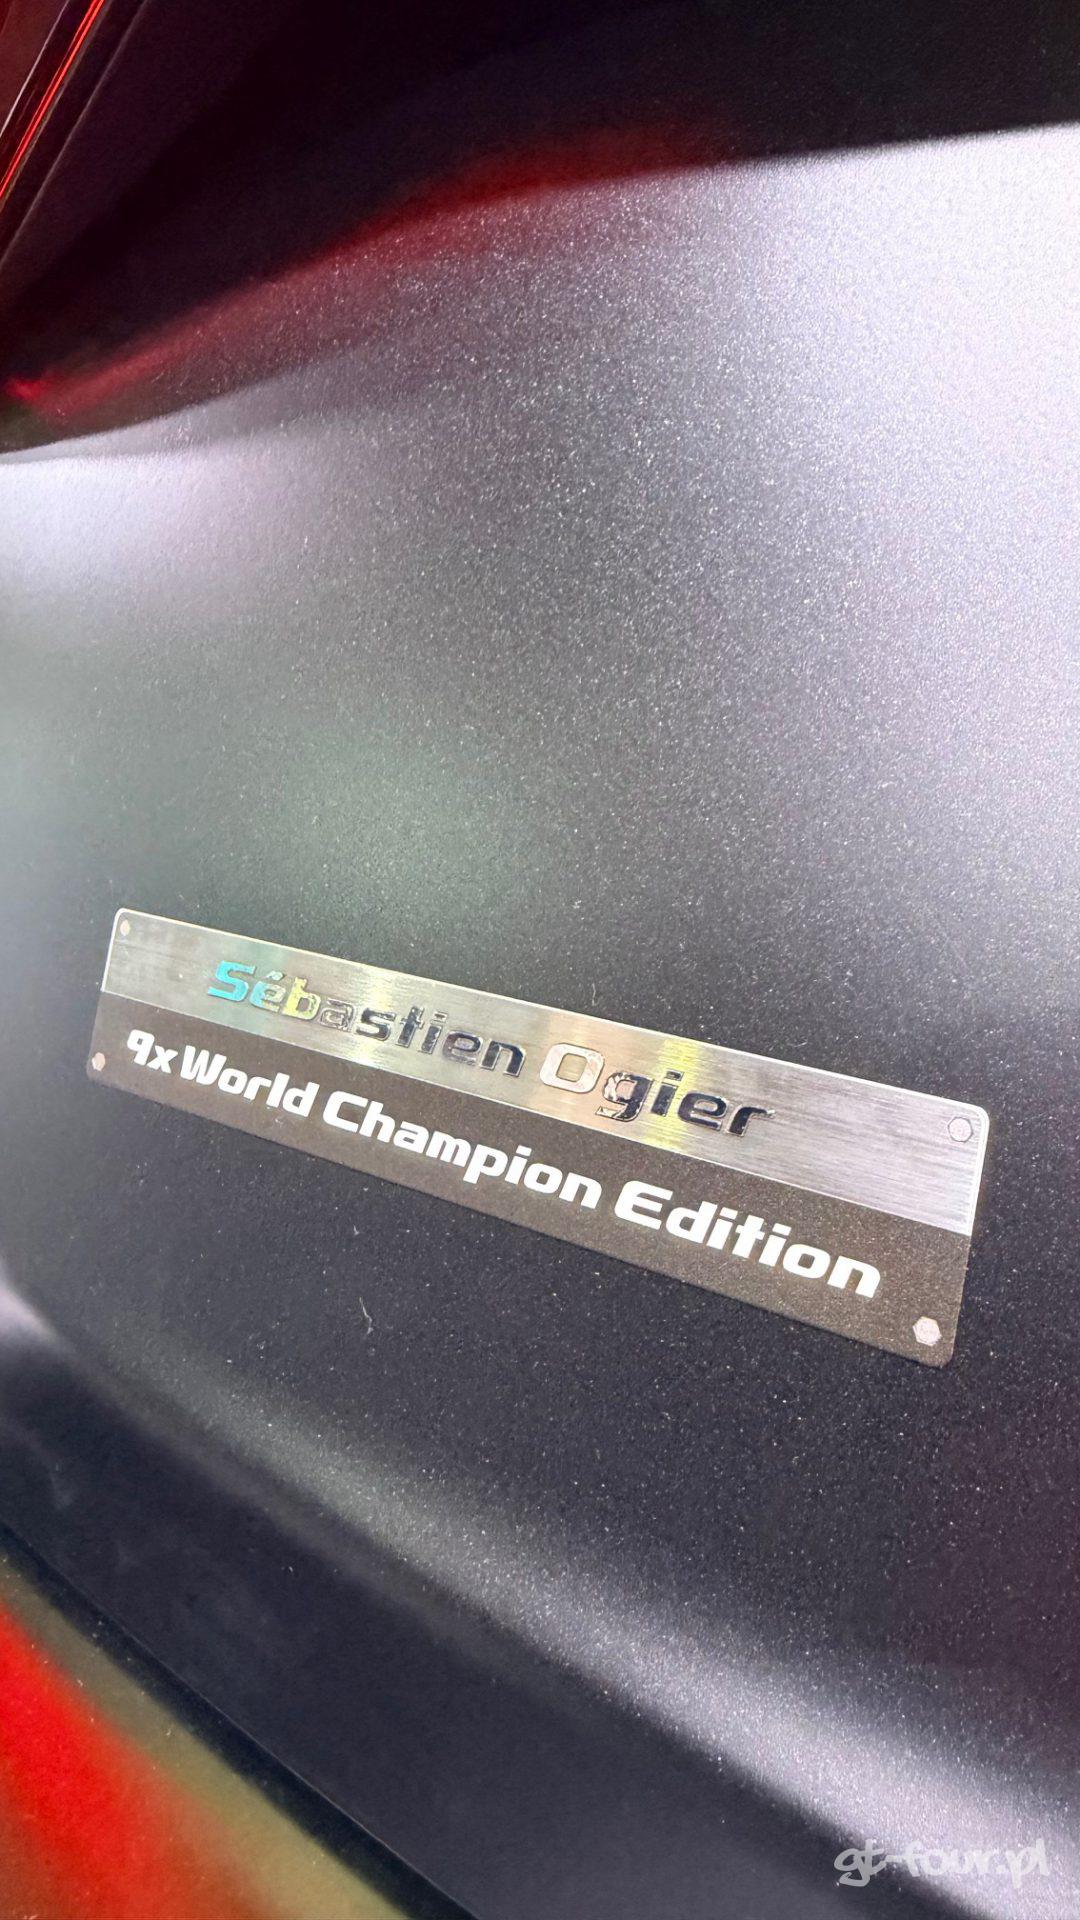 Sébastien Ogier
9x World Champion Edition
gt-four.pl